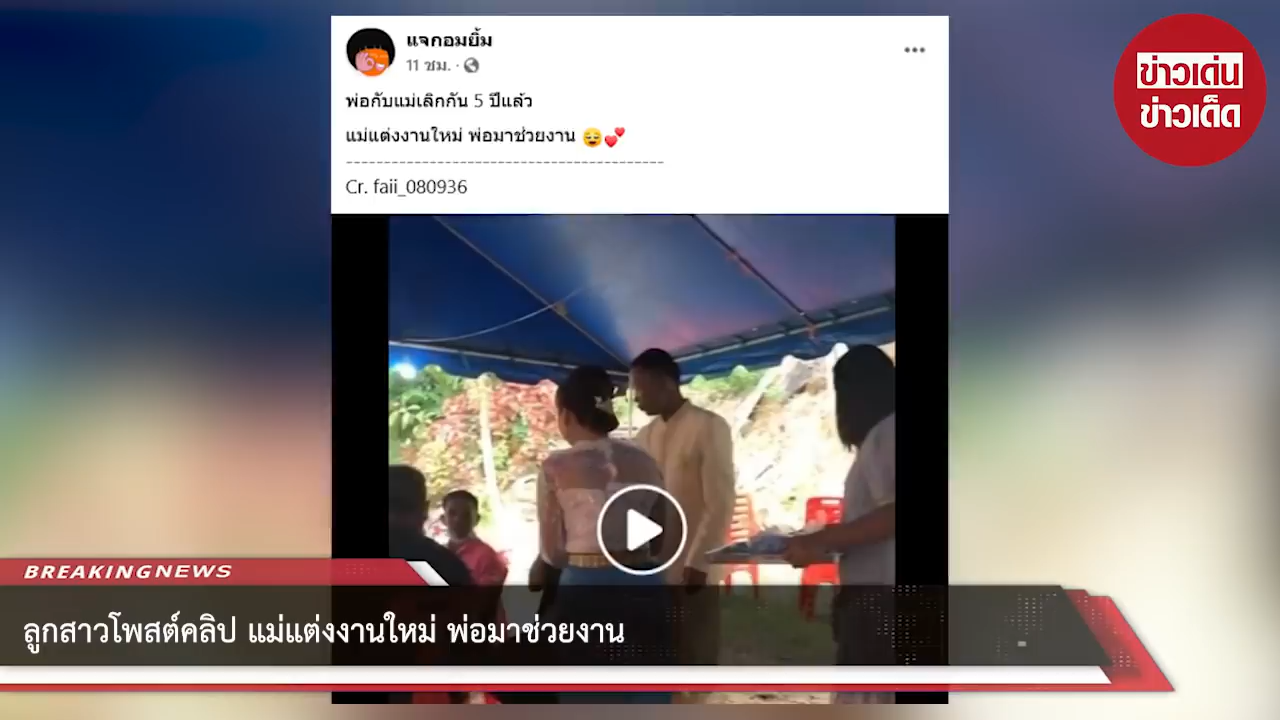 แจกอมยิ้ม
11 ชม. ·
พ่อกับแม่เลิกกัน 5 ปีแล้ว
แม่แต่งงานใหม่ พ่อมาช่วยงาน 😌💕
------------------------------------------
Cr. faii_080936
ข่าวเด่น
ข่าวเด็ด
BREAKINGNEWS
ลูกสาวโพสต์คลิป แม่แต่งงานใหม่ พ่อมาช่วยงาน